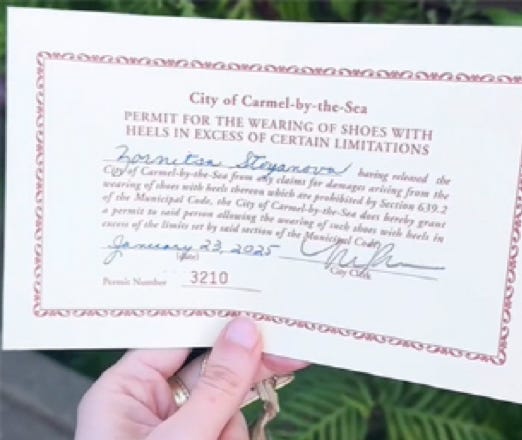 City of Carmel-by-the-Sea
PERMIT FOR THE WEARING OF SHOES WITH
HEELS IN EXCESS OF CERTAIN LIMITATIONS
Zornitsa Stoyanova having released the
City of Carmel-by-the-Sea from any claims for damages arising from the
wearing of shoes with heels thereon which are prohibited by Section 639.2
of the Municipal Code, the City of Carmel-by-the-Sea does hereby grant
a permit to said person allowing the wearing of such shoes with heels in
excess of the limits set by said section of the Municipal Code.
January 23, 2025
(date)
City Clerk
Permit Number 3210